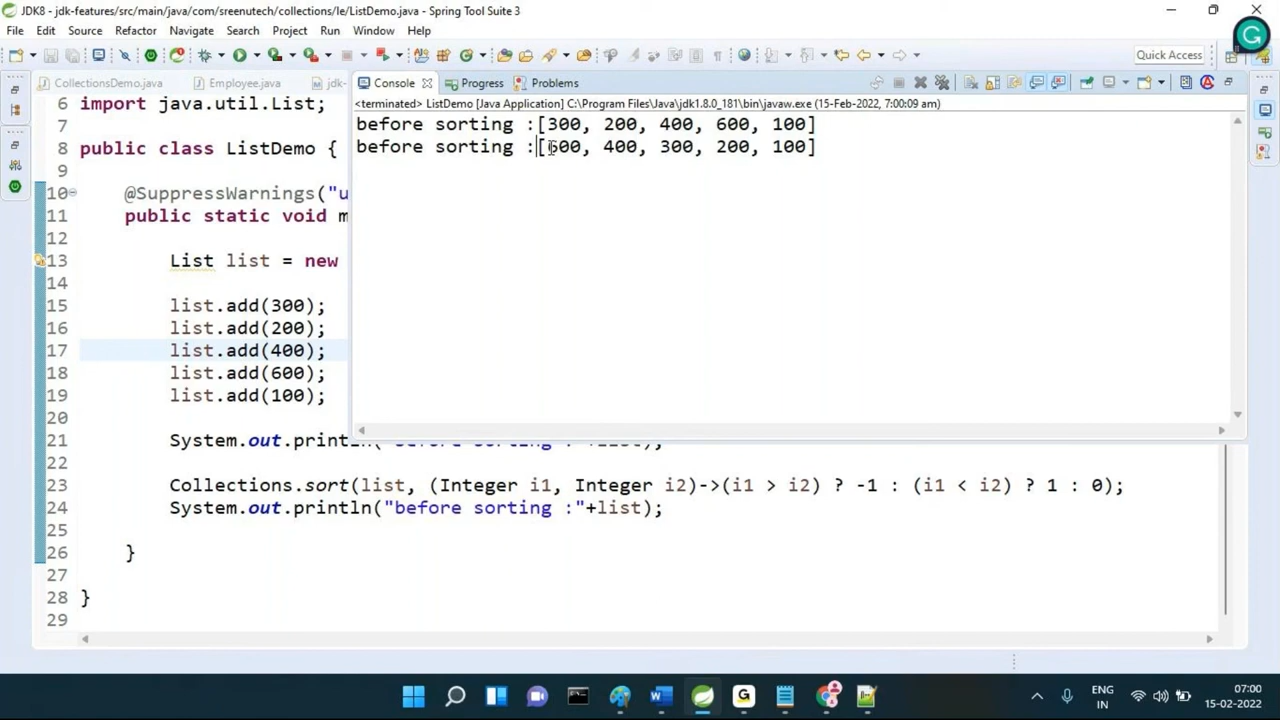 JDK8 - jdk-features/src/main/java/com/sreenutech/collections/le/ListDemo.java - Spring Tool Suite 3
File Edit Source Refactor Navigate Search Project Run Window Help
Quick Access
CollectionsDemo.java Employee.java jdk-
Console Progress Problems
<terminated> ListDemo [Java Application] C:\Program Files\Java\jdk1.8.0_181\bin\javaw.exe (15-Feb-2022, 7:00:09 am)
before sorting :[300, 200, 400, 600, 100]
before sorting :[600, 400, 300, 200, 100]
6 import java.util.List;
7
8 public class ListDemo {
9
10 @SuppressWarnings("u
11 public static void m
12
13 List list = new
14
15 list.add(300);
16 list.add(200);
17 list.add(400);
18 list.add(600);
19 list.add(100);
20
21 System.out.println("before sorting :"+list);
22
23 Collections.sort(list, (Integer i1, Integer i2)->(i1 > i2) ? -1 : (i1 < i2) ? 1 : 0);
24 System.out.println("before sorting :"+list);
25
26 }
27
28 }
29
ENG
IN
07:00
15-02-2022